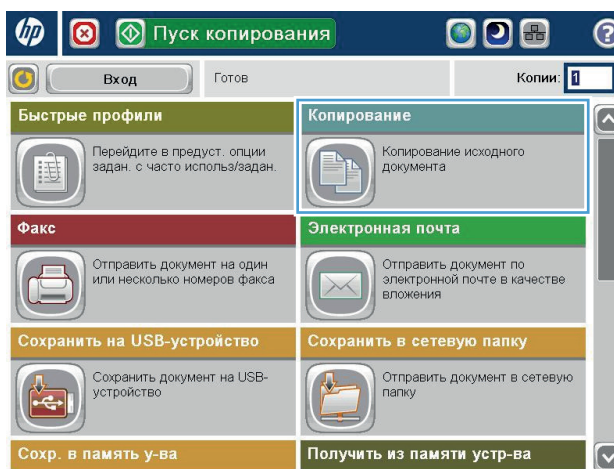 hp
Пуск копирования
?
Вход
Готов
Копии: 1
Быстрые профили
Перейдите в предуст. опции
задан. с часто использ/задан.
Копирование
Копирование исходного
документа
Факс
Отправить документ на один
или несколько номеров факса
Электронная почта
Отправить документ по
электронной почте в качестве
вложения
Сохранить на USB-устройство
Сохранить документ на USB-
устройство
Сохранить в сетевую папку
Отправить документ в сетевую
папку
Сохр. в память у-ва
Получить из памяти устр-ва